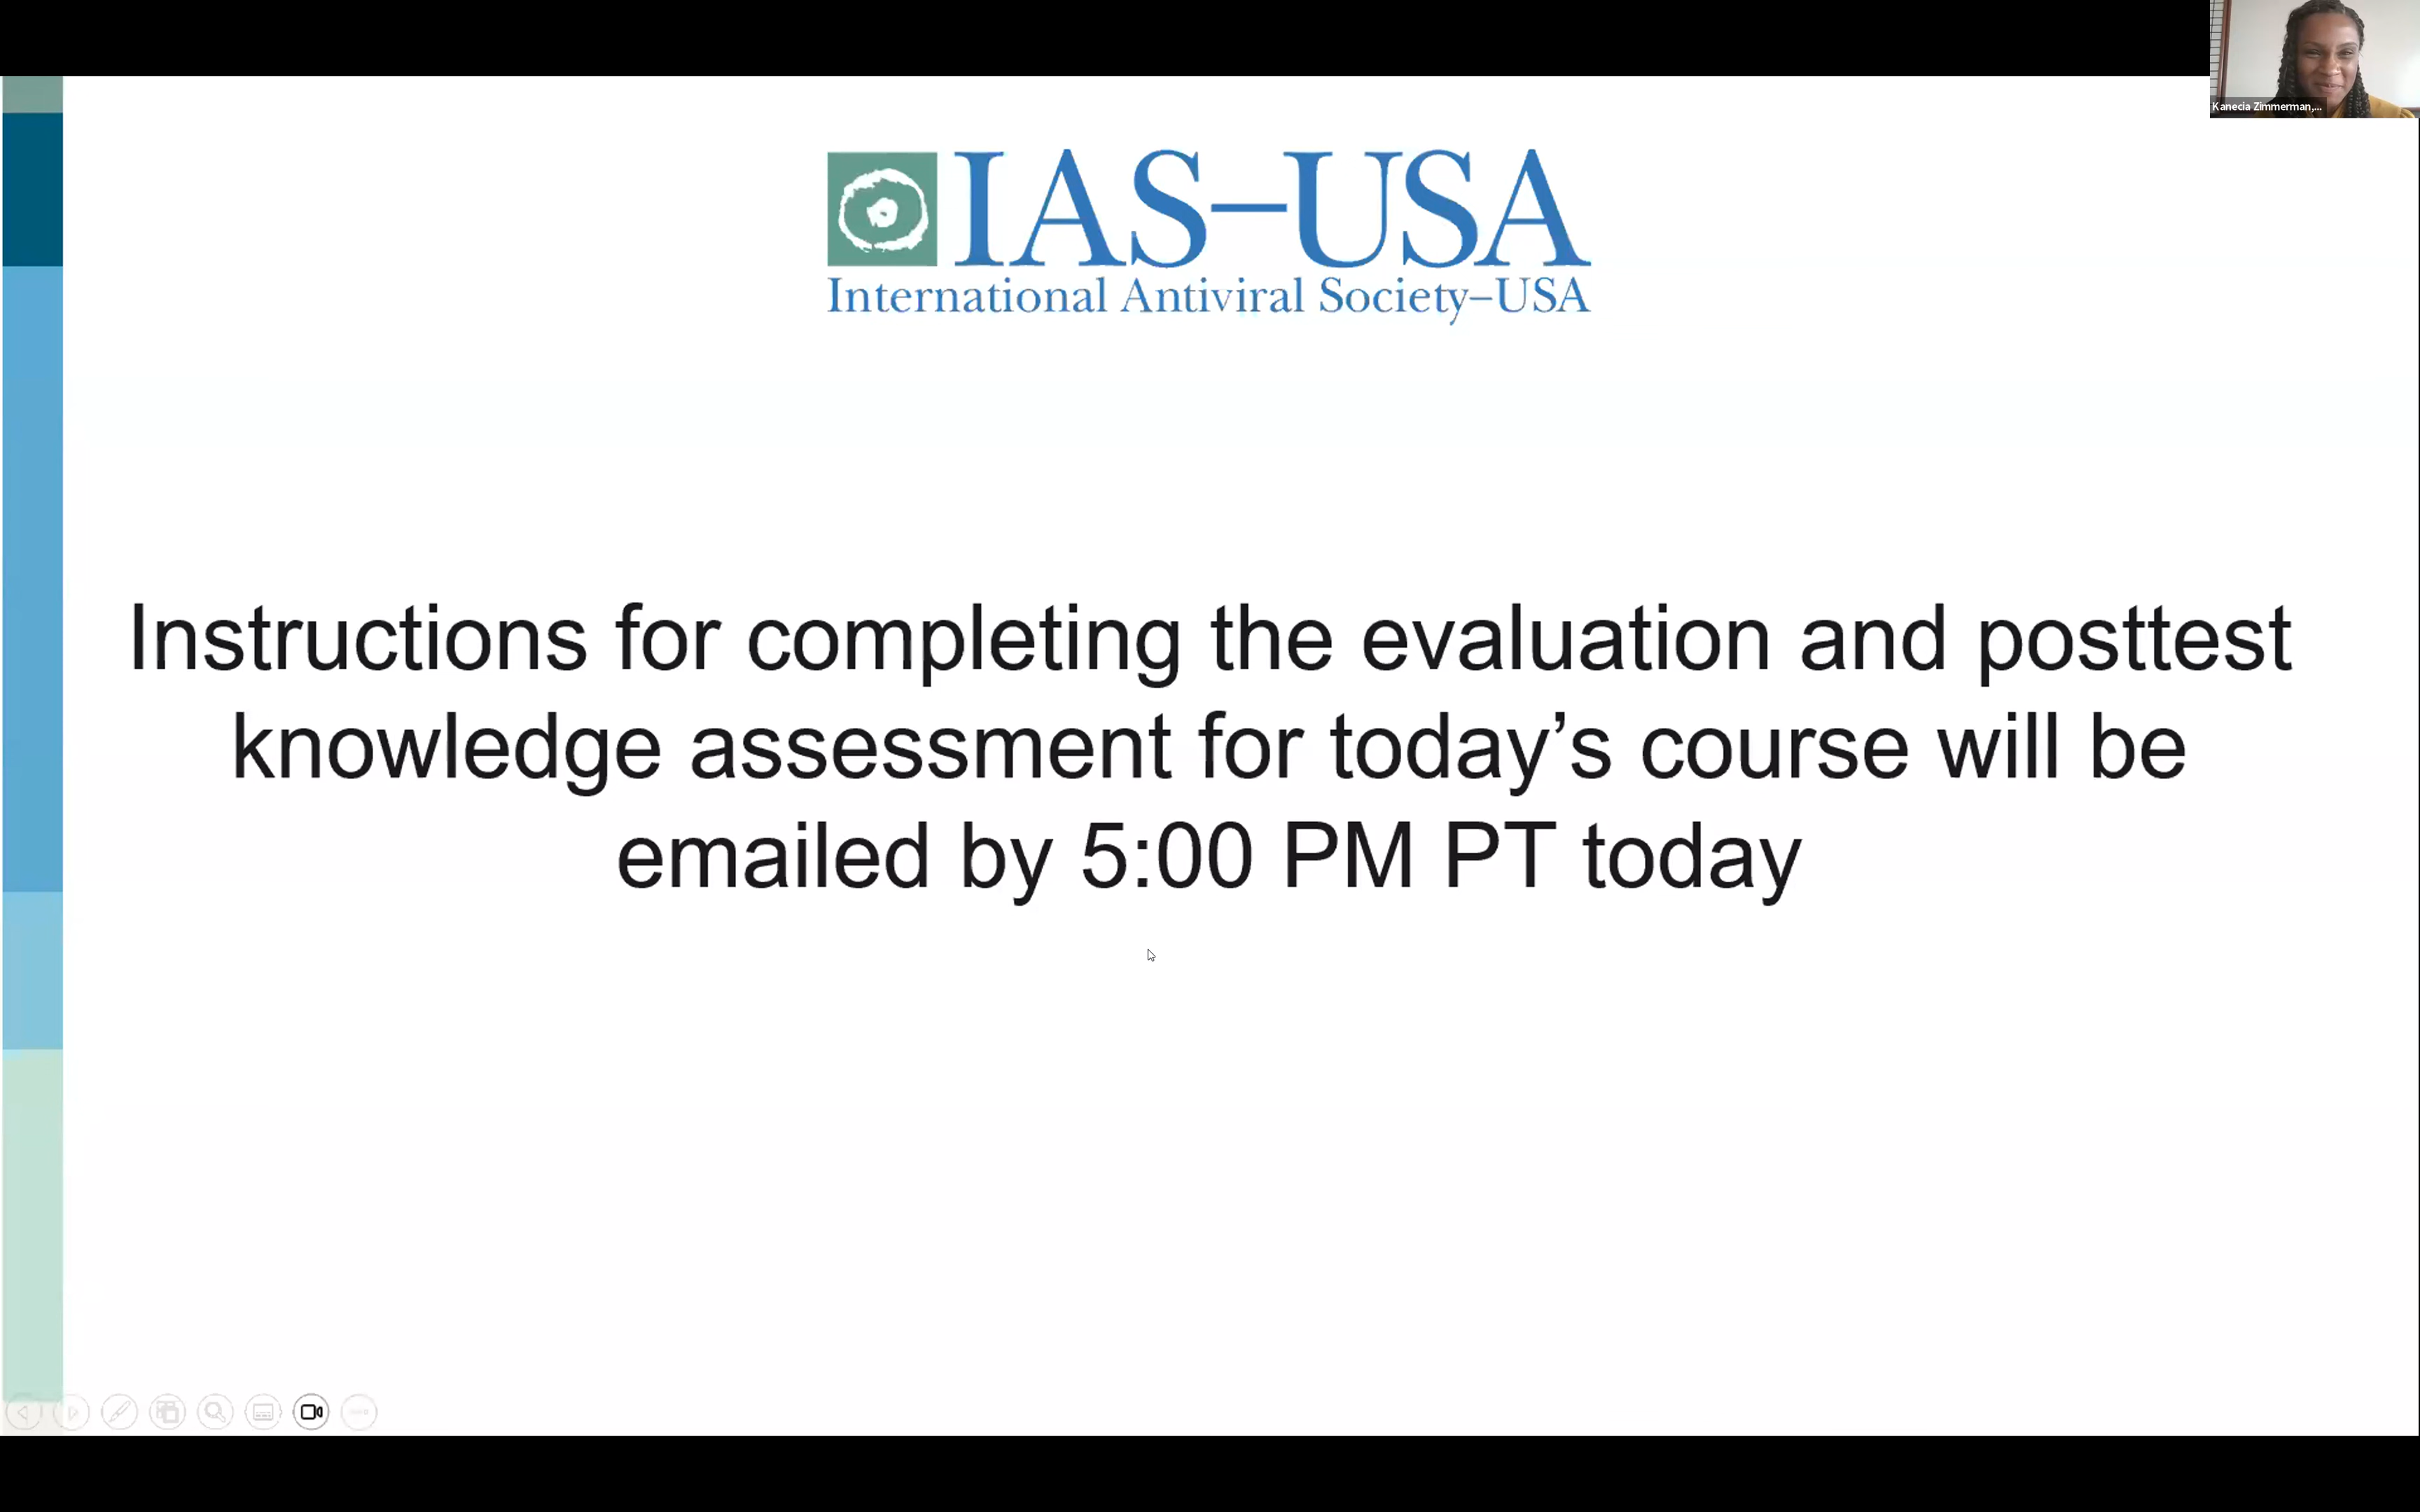 Kanecia Zimmerman,...
IAS–USA
International Antiviral Society–USA
Instructions for completing the evaluation and posttest
knowledge assessment for today’s course will be
emailed by 5:00 PM PT today